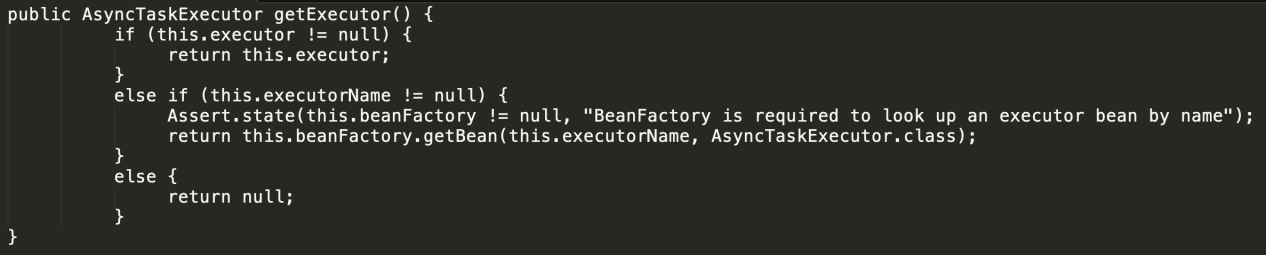 public AsyncTaskExecutor getExecutor() {
if (this.executor != null) {
return this.executor;
}
else if (this.executorName != null) {
Assert.state(this.beanFactory != null, "BeanFactory is required to look up an executor bean by name");
return this.beanFactory.getBean(this.executorName, AsyncTaskExecutor.class);
}
else {
return null;
}
}